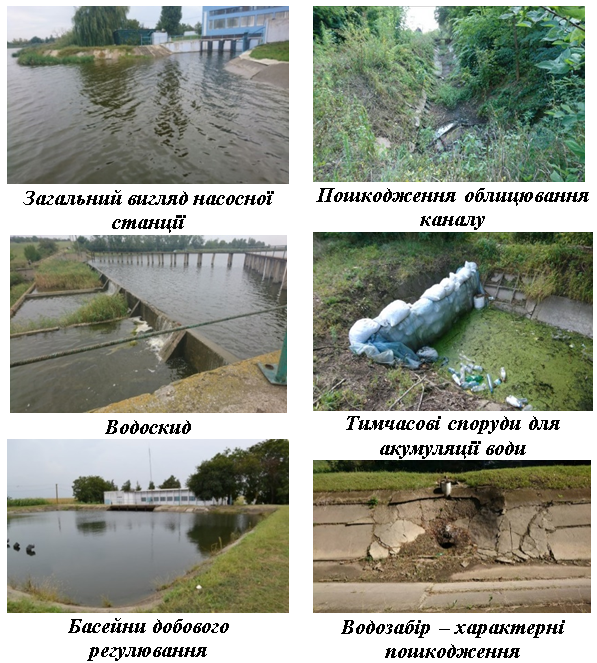 Загальний вигляд насосної
станції
Пошкодження облицювання
каналу
Водоскид
Тимчасові споруди для
акумуляції води
Басейни добового
регулювання
Водозабір – характерні
пошкодження